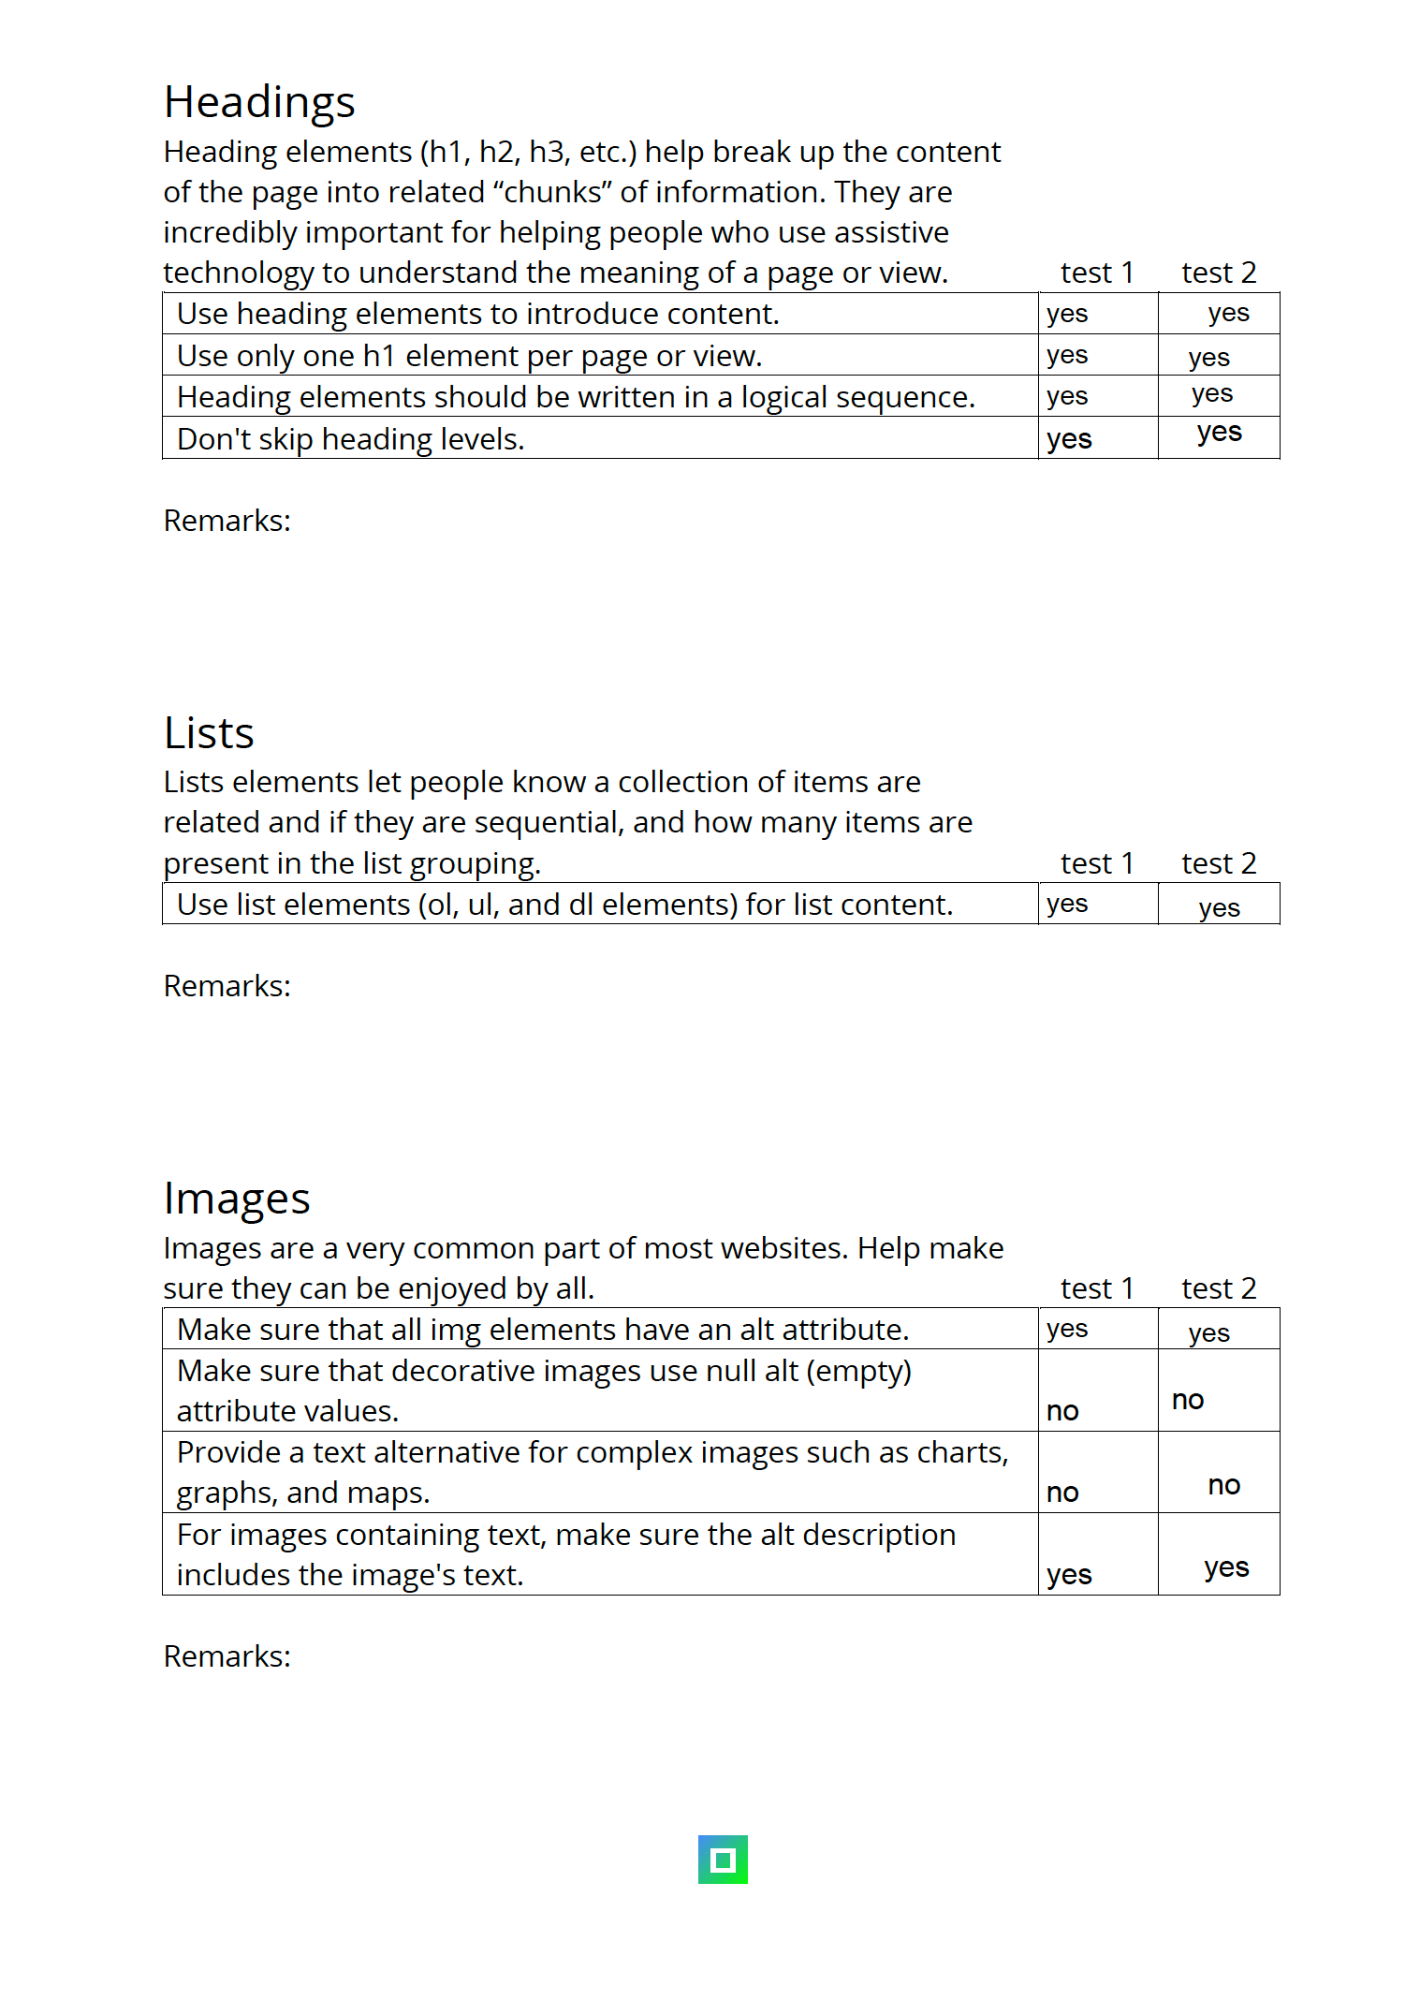 Headings
Heading elements (h1, h2, h3, etc.) help break up the content
of the page into related “chunks” of information. They are
incredibly important for helping people who use assistive
technology to understand the meaning of a page or view. test 1 test 2
Use heading elements to introduce content. yes yes
Use only one h1 element per page or view. yes yes
Heading elements should be written in a logical sequence. yes yes
Don't skip heading levels. yes yes
Remarks:
Lists
Lists elements let people know a collection of items are
related and if they are sequential, and how many items are
present in the list grouping. test 1 test 2
Use list elements (ol, ul, and dl elements) for list content. yes yes
Remarks:
Images
Images are a very common part of most websites. Help make
sure they can be enjoyed by all. test 1 test 2
Make sure that all img elements have an alt attribute. yes yes
Make sure that decorative images use null alt (empty)
attribute values. no no
Provide a text alternative for complex images such as charts,
graphs, and maps. no no
For images containing text, make sure the alt description
includes the image's text. yes yes
Remarks: